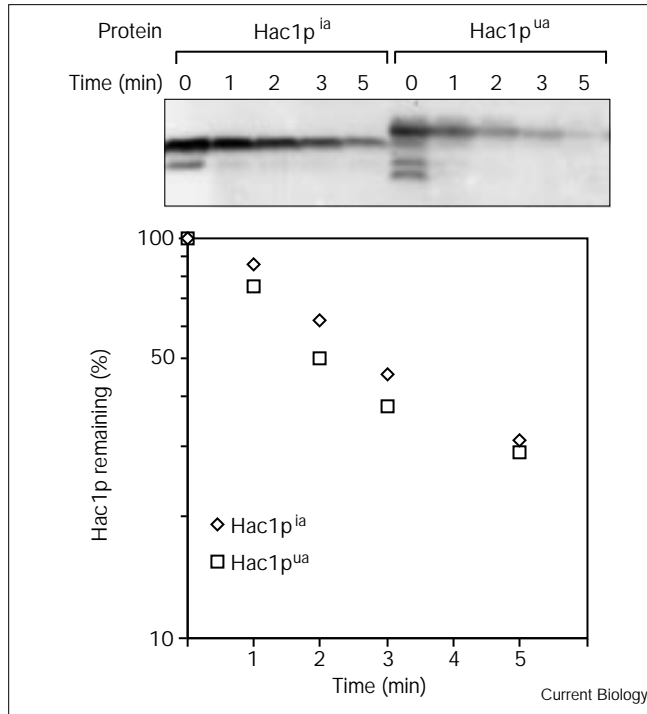 Protein Hac1p ia Hac1p ua
Time (min) 0 1 2 3 5 0 1 2 3 5
100
50
10
Hac1p remaining (%)
Hac1p ia
Hac1p ua
1 2 3 4 5
Time (min)
Current Biology